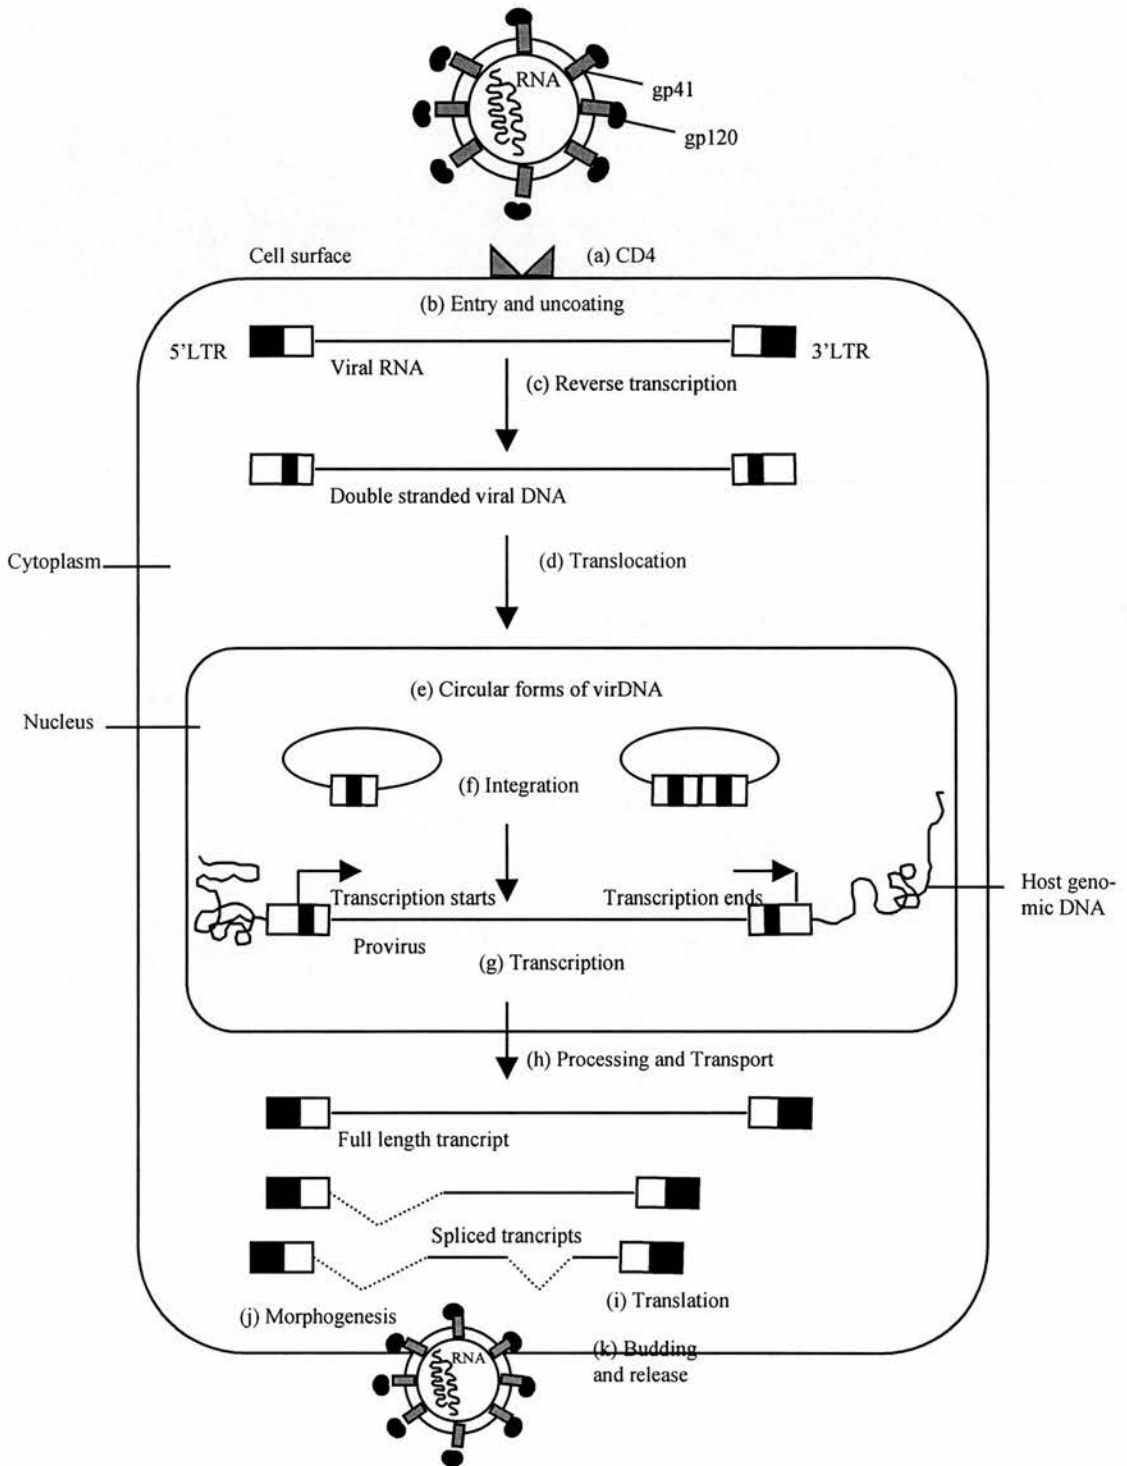 RNA
gp41
gp120
Cell surface
(a) CD4
(b) Entry and uncoating
5'LTR
3'LTR
Viral RNA
(c) Reverse transcription
Double stranded viral DNA
Cytoplasm
(d) Translocation
(e) Circular forms of virDNA
Nucleus
(f) Integration
Transcription starts
Transcription ends
Host geno-
mic DNA
Provirus
(g) Transcription
(h) Processing and Transport
Full length trancript
Spliced trancripts
(i) Translation
(j) Morphogenesis
RNA
(k) Budding
and release